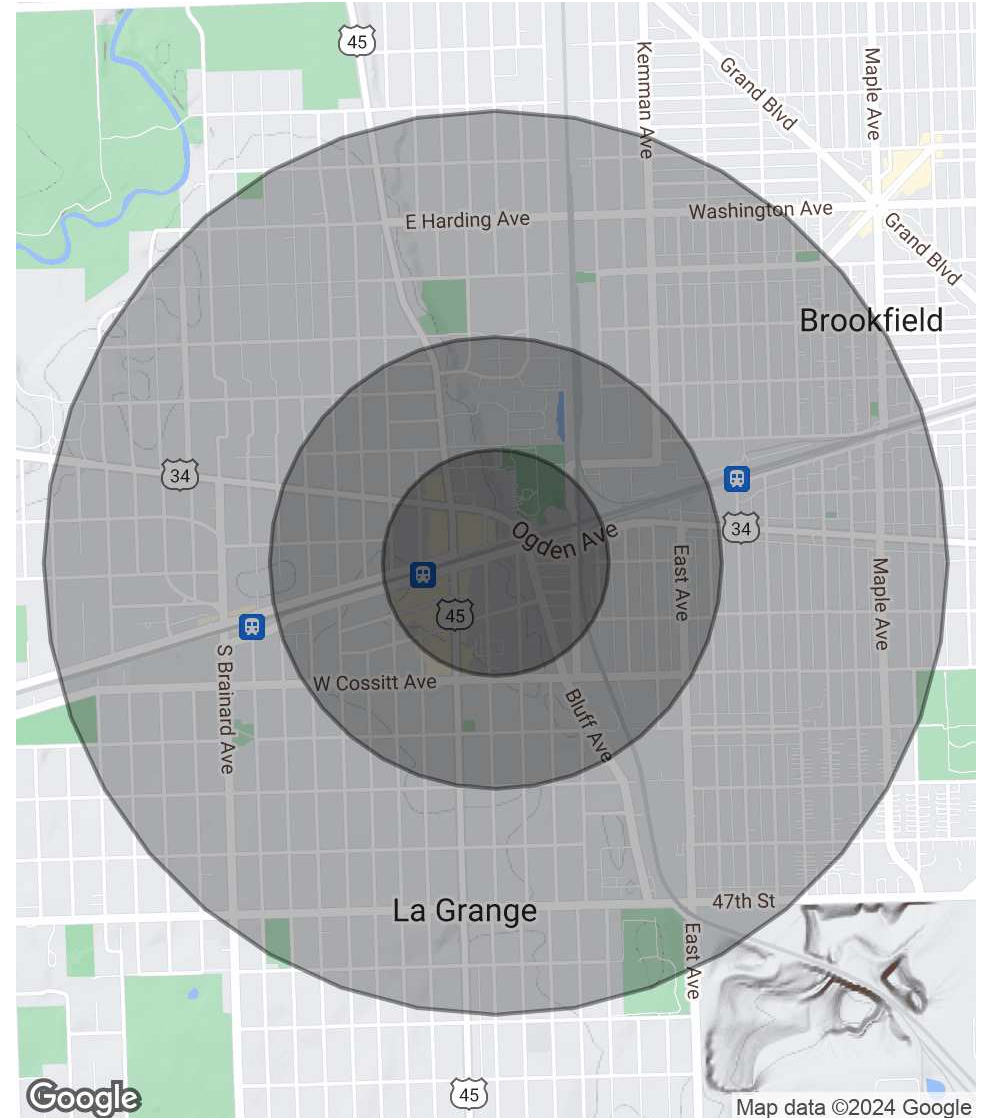 45
Kemman Ave
Grand Blvd
Maple Ave
E Harding Ave
Washington Ave
Grand Blvd
Brookfield
34
Ogden Ave
34
45
East Ave
Maple Ave
S Brainard Ave
W Cossitt Ave
Bluff Ave
La Grange
47th St
East Ave
45
Google
Map data ©2024 Google